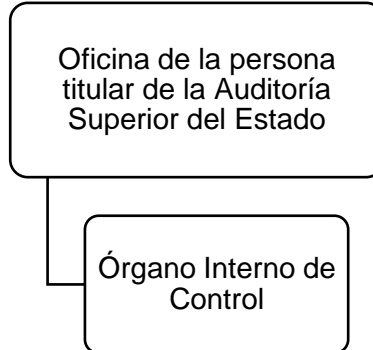 Oficina de la persona
titular de la Auditoría
Superior del Estado
Órgano Interno de
Control